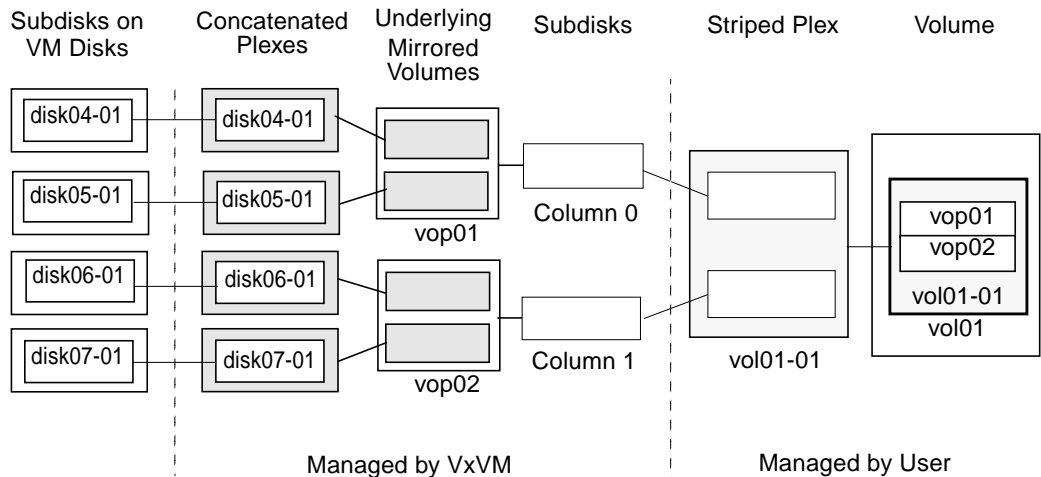 Subdisks on
VM Disks
Concatenated
Plexes
Underlying
Mirrored
Volumes
Subdisks
Striped Plex
Volume
disk04-01
disk04-01
disk05-01
disk05-01
vop01
Column 0
disk06-01
disk06-01
disk07-01
disk07-01
vop02
Column 1
vol01-01
vop01
vop02
vol01-01
vol01
Managed by VxVM
Managed by User